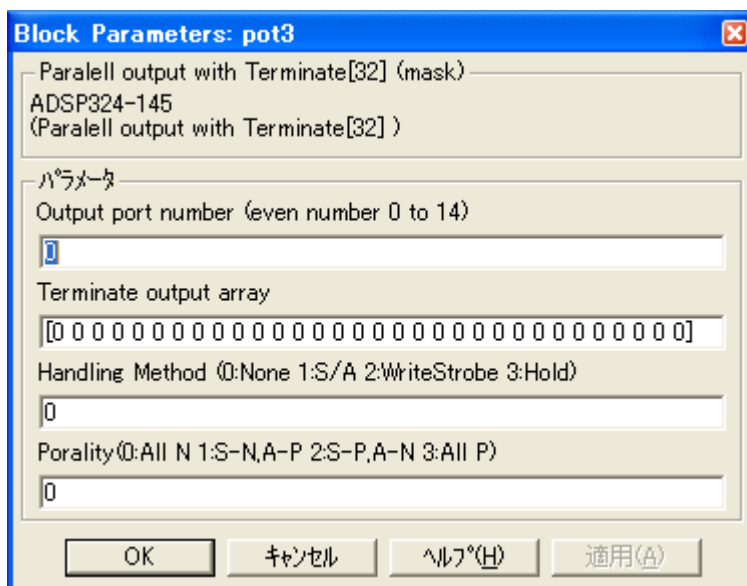 Block Parameters: pot3
Paralell output with Terminate[32] (mask)
ADSP324-145
(Paralell output with Terminate[32] )
パラメータ
Output port number (even number 0 to 14)
0
Terminate output array
[0 0 0 0 0 0 0 0 0 0 0 0 0 0 0 0 0 0 0 0 0 0 0 0 0 0 0 0 0 0 0 0]
Handling Method (0:None 1:S/A 2:WriteStrobe 3:Hold)
0
Porality(0:All N 1:S-N,A-P 2:S-P,A-N 3:All P)
0
OK キャンセル ヘルプ(H) 適用(A)